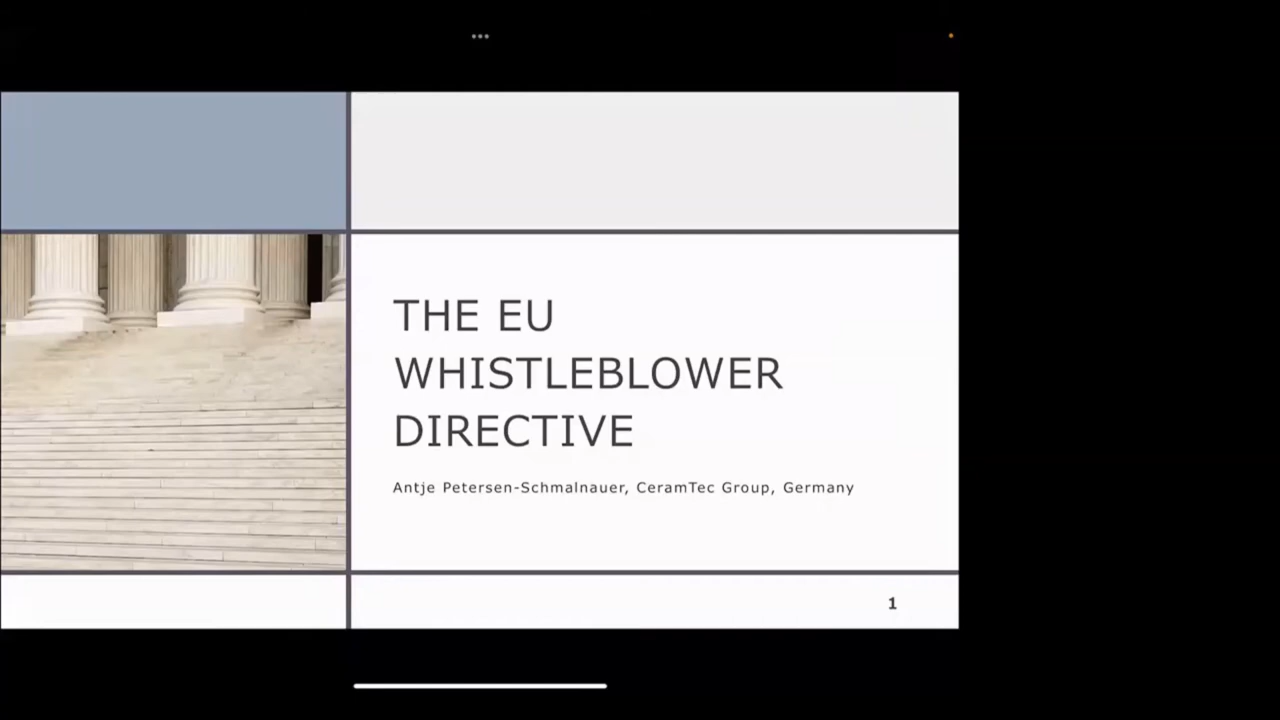 THE EU
WHISTLEBLOWER
DIRECTIVE
Antje Petersen-Schmalnauer, CeramTec Group, Germany
1